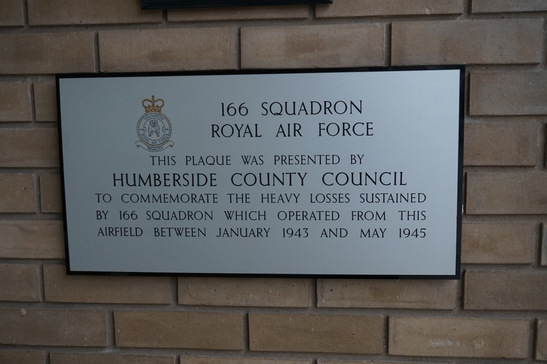 166 SQUADRON
ROYAL AIR FORCE
THIS PLAQUE WAS PRESENTED BY
HUMBERSIDE COUNTY COUNCIL
TO COMMEMORATE THE HEAVY LOSSES SUSTAINED
BY 166 SQUADRON WHICH OPERATED FROM THIS
AIRFIELD BETWEEN JANUARY 1943 AND MAY 1945